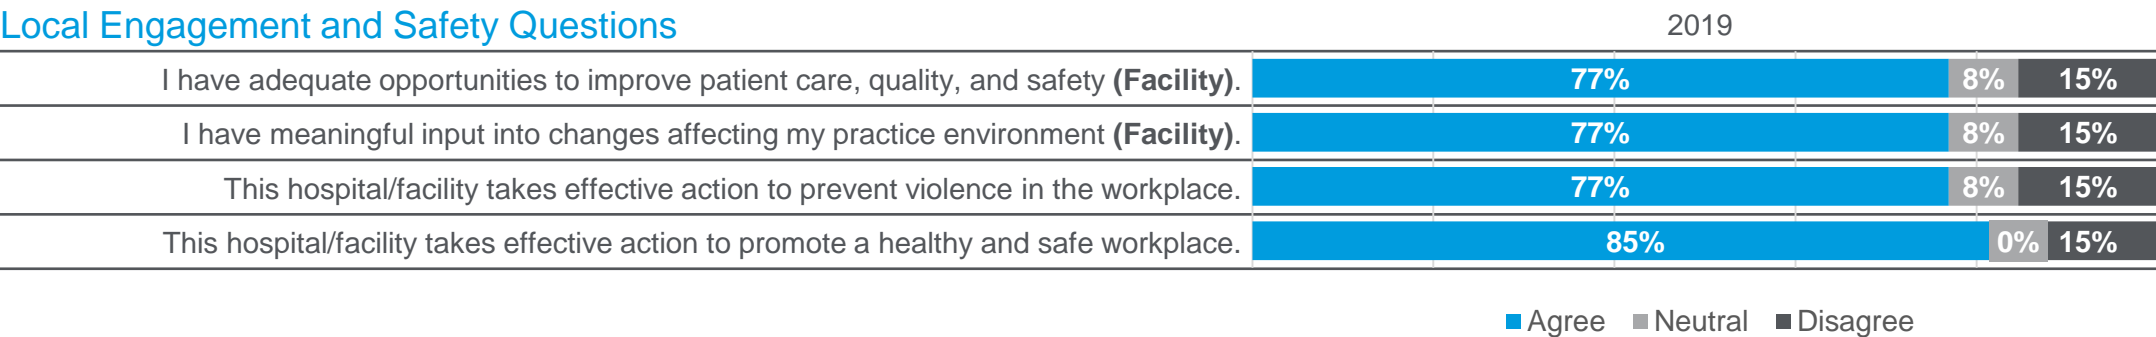 Local Engagement and Safety Questions 2019
I have adequate opportunities to improve patient care, quality, and safety (Facility). 77% 8% 15%
I have meaningful input into changes affecting my practice environment (Facility). 77% 8% 15%
This hospital/facility takes effective action to prevent violence in the workplace. 77% 8% 15%
This hospital/facility takes effective action to promote a healthy and safe workplace. 85% 0% 15%
Agree Neutral Disagree